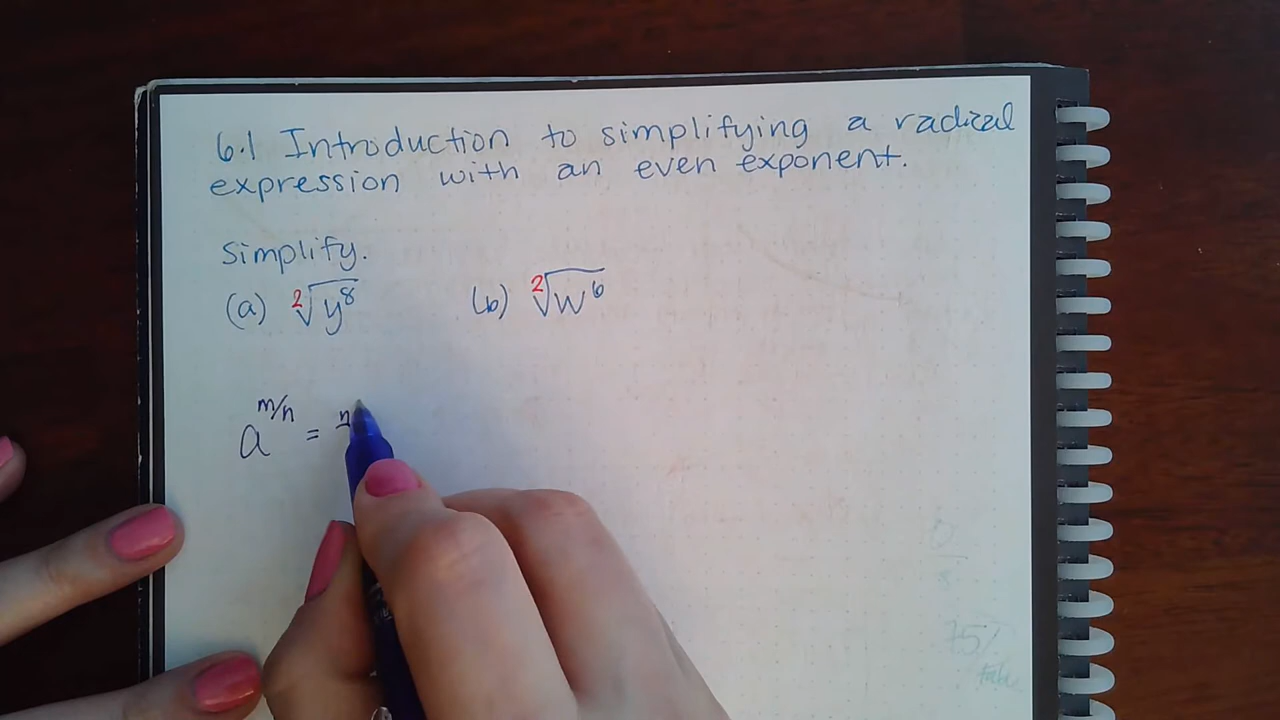 6.1 Introduction to simplifying a radical
expression with an even exponent.
Simplify.
(a) ²√y⁸ (b) ²√w⁶
a^m/n = n